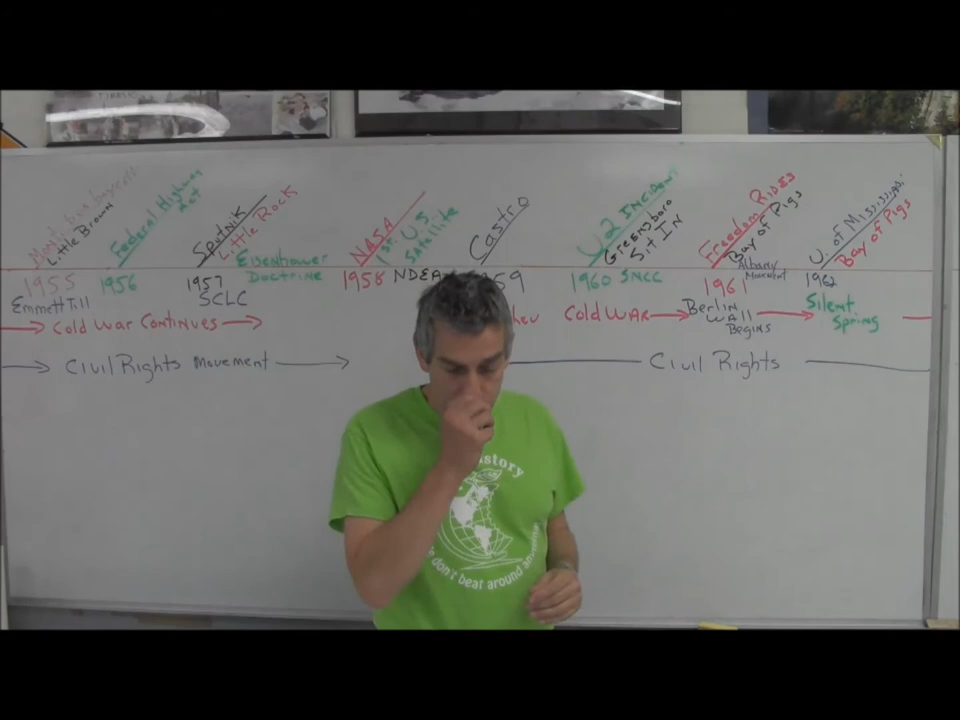 Little Brown
Federal Highway
Act
Sputnik
Little Rock
Eisenhower
Doctrine
NASA
1st U.S
Satellite
Castro
U2 Incident
Greensboro
Sit IN
Freedom Rides
Bay of Pigs
Albany
Movement
U. of Mississippi
Bay of Pigs
1955
1956
1957
1958
NDEA
59
1960 SNCC
1961
1962
Emmett Till
SCLC
Cold War Continues
hev
Cold War
Berlin
Wall
Begins
Silent
Spring
Civil Rights Movement
Civil Rights
story
don't beat around